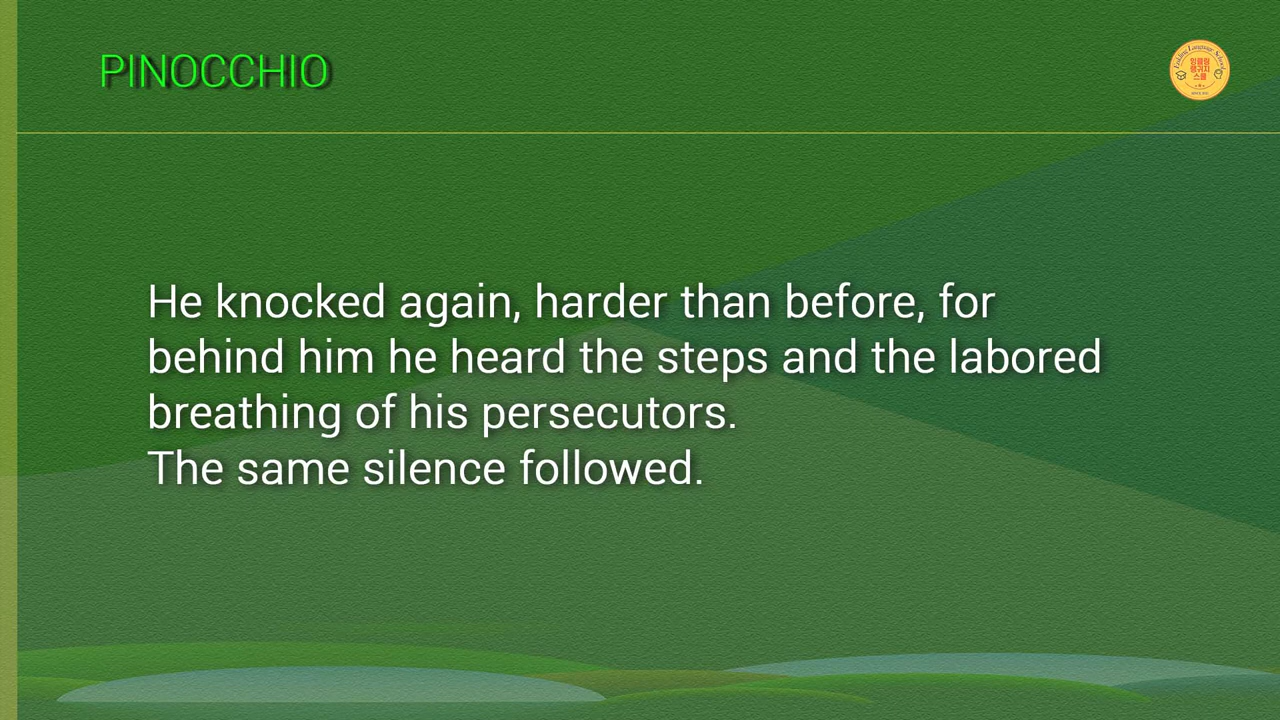 PINOCCHIO
He knocked again, harder than before, for
behind him he heard the steps and the labored
breathing of his persecutors.
The same silence followed.